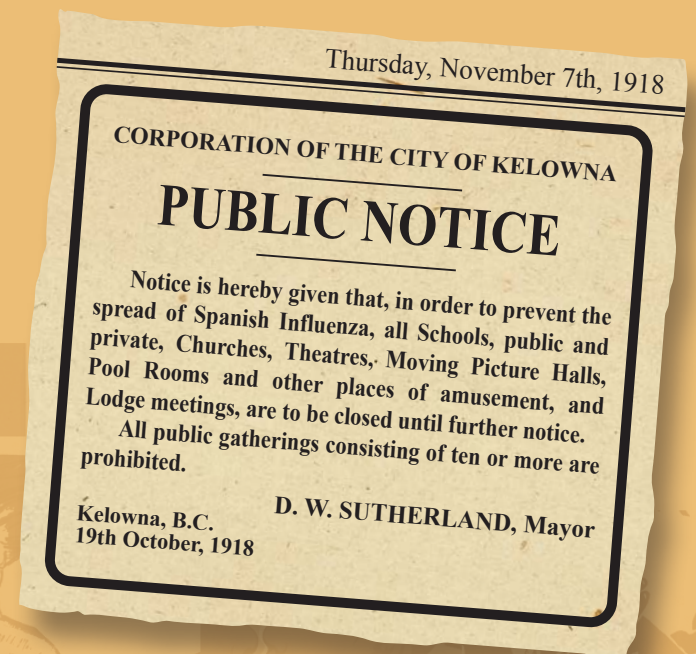 Thursday, November 7th, 1918
CORPORATION OF THE CITY OF KELOWNA
PUBLIC NOTICE
Notice is hereby given that, in order to prevent the
spread of Spanish Influenza, all Schools, public and
private, Churches, Theatres, Moving Picture Halls,
Pool Rooms and other places of amusement, and
Lodge meetings, are to be closed until further notice.
All public gatherings consisting of ten or more are
prohibited.
D. W. SUTHERLAND, Mayor
Kelowna, B.C.
19th October, 1918